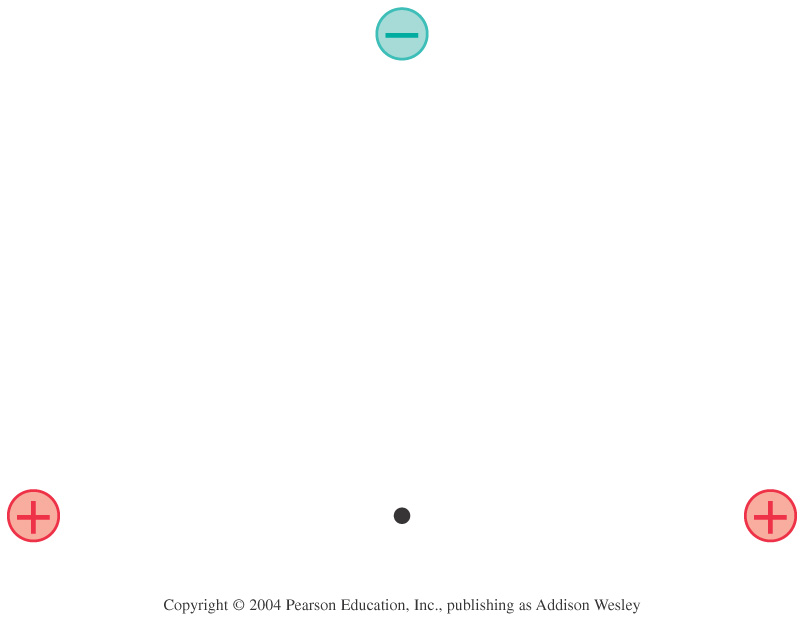 −
+ +
Copyright © 2004 Pearson Education, Inc., publishing as Addison Wesley